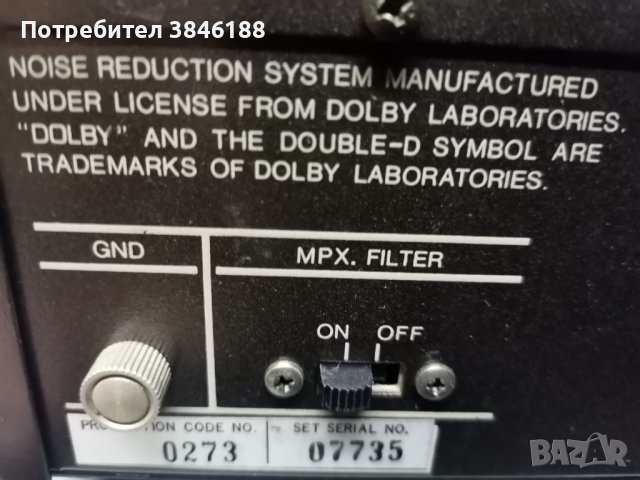 Потребител 3846188
NOISE REDUCTION SYSTEM MANUFACTURED
UNDER LICENSE FROM DOLBY LABORATORIES.
"DOLBY" AND THE DOUBLE-D SYMBOL ARE
TRADEMARKS OF DOLBY LABORATORIES.
GND
MPX. FILTER
ON OFF
CODE NO. SET SERIAL NO.
0273 07735
BAZAR